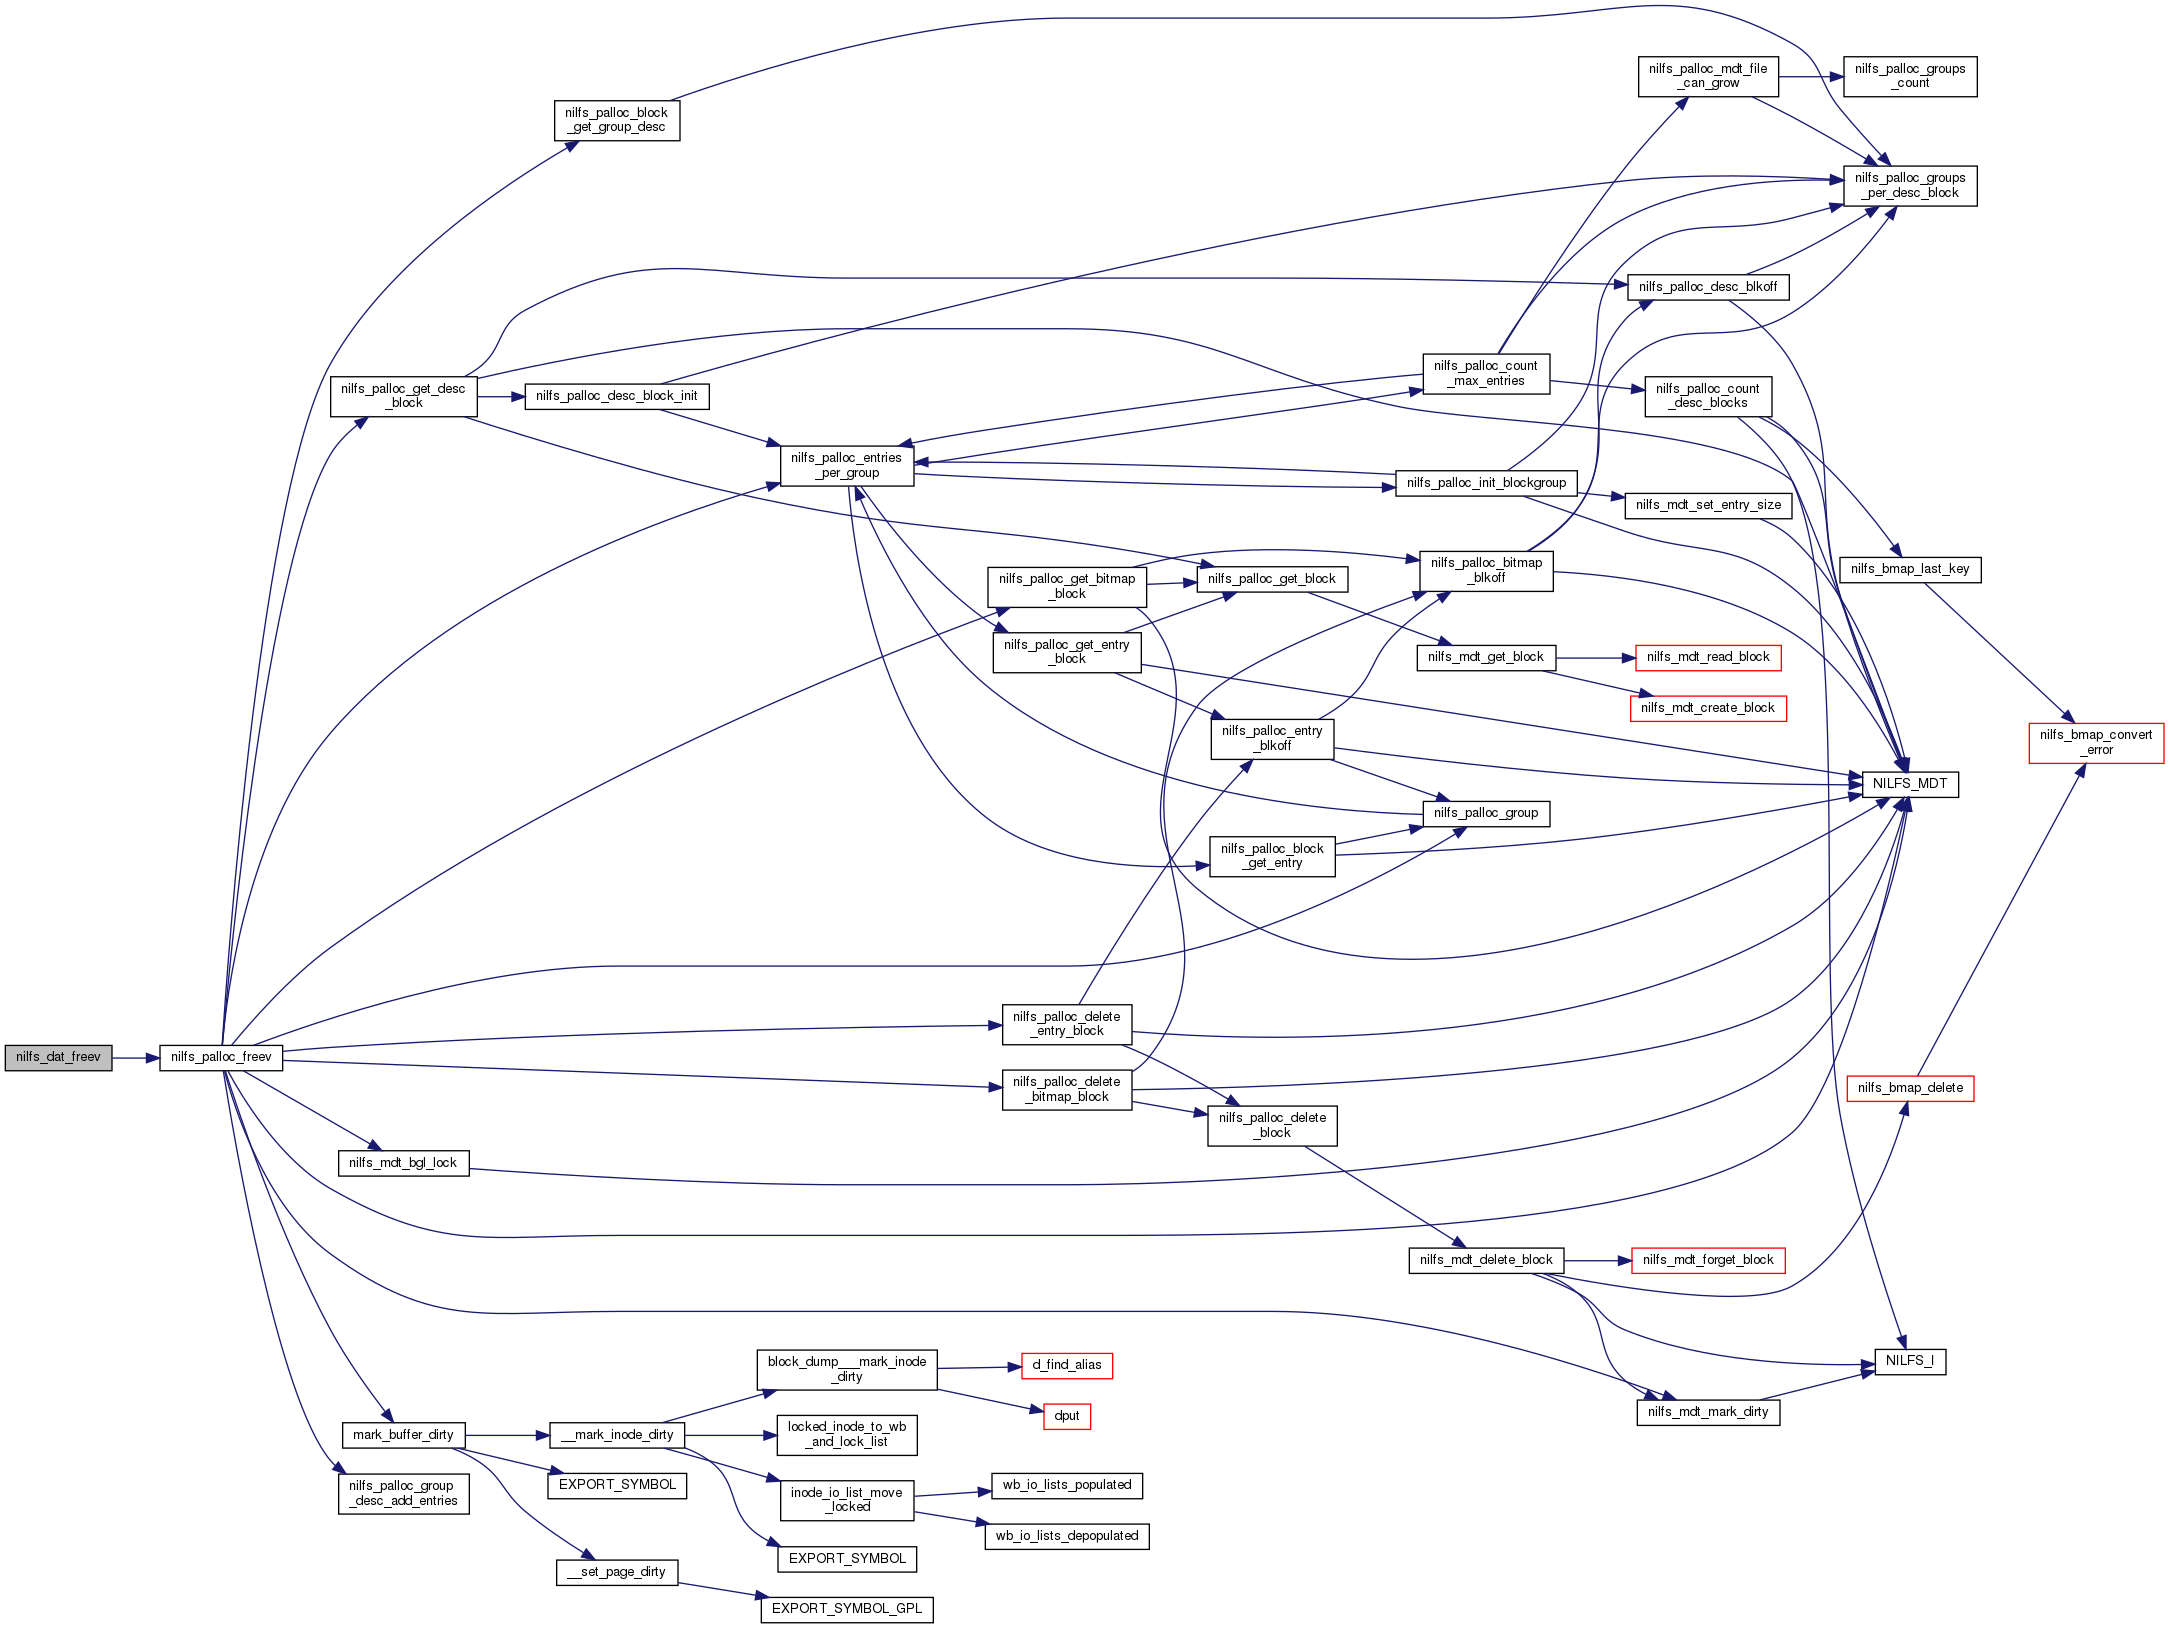 nilfs_dat_freev
nilfs_palloc_freev
nilfs_palloc_block
_get_group_desc
nilfs_palloc_get_desc
_block
nilfs_mdt_bgl_lock
mark_buffer_dirty
nilfs_palloc_group
_desc_add_entries
nilfs_palloc_desc_block_init
__mark_inode_dirty
EXPORT_SYMBOL
__set_page_dirty
nilfs_palloc_entries
_per_group
block_dump___mark_inode
_dirty
locked_inode_to_wb
_and_lock_list
inode_io_list_move
_locked
EXPORT_SYMBOL
EXPORT_SYMBOL_GPL
nilfs_palloc_get_bitmap
_block
nilfs_palloc_get_entry
_block
nilfs_palloc_delete
_entry_block
nilfs_palloc_delete
_bitmap_block
d_find_alias
dput
wb_io_lists_populated
wb_io_lists_depopulated
nilfs_palloc_get_block
nilfs_palloc_entry
_blkoff
nilfs_palloc_block
_get_entry
nilfs_palloc_delete
_block
nilfs_palloc_count
_max_entries
nilfs_palloc_init_blockgroup
nilfs_palloc_bitmap
_blkoff
nilfs_mdt_get_block
nilfs_palloc_group
nilfs_mdt_delete_block
nilfs_palloc_mdt_file
_can_grow
nilfs_palloc_desc_blkoff
nilfs_palloc_count
_desc_blocks
nilfs_mdt_set_entry_size
nilfs_mdt_read_block
nilfs_mdt_create_block
nilfs_mdt_forget_block
nilfs_mdt_mark_dirty
nilfs_palloc_groups
_count
nilfs_palloc_groups
_per_desc_block
nilfs_bmap_last_key
NILFS_MDT
nilfs_bmap_delete
NILFS_I
nilfs_bmap_convert
_error